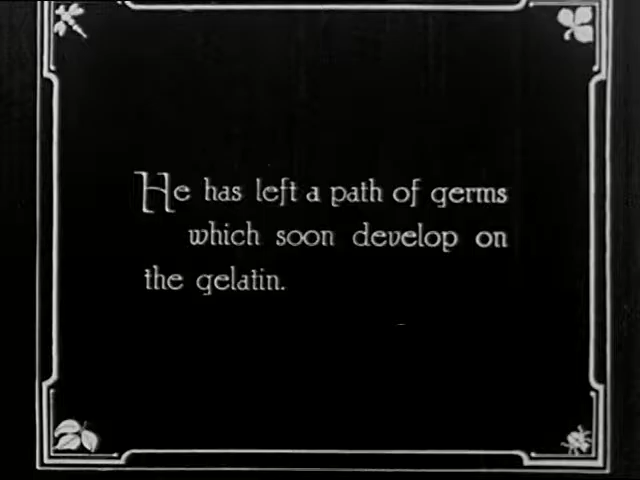 He has left a path of germs
which soon develop on
the gelatin.